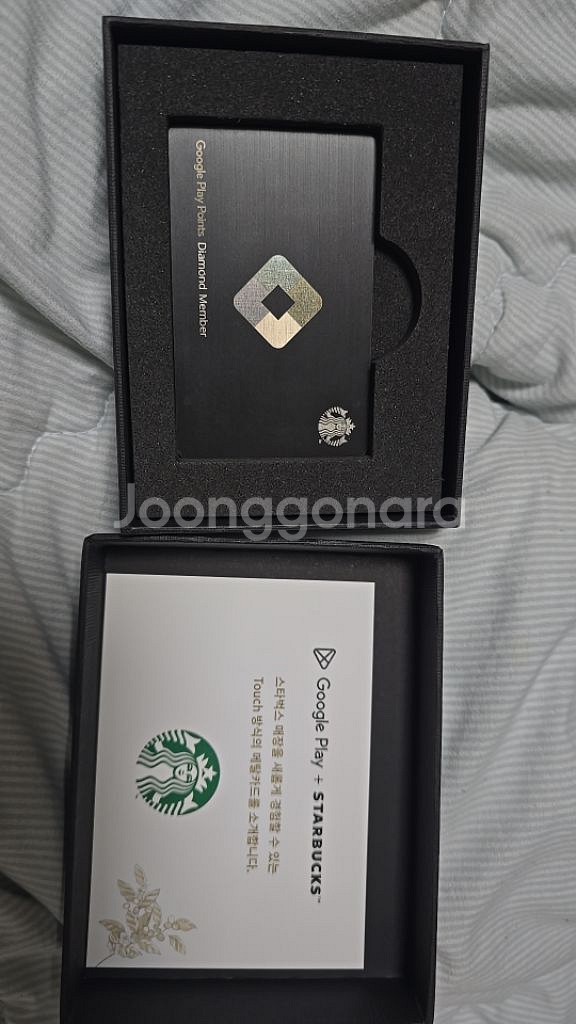 Google Play Points Diamond Member
Joonggonara
Google Play + STARBUCKS™
스타벅스 매장을 새롭게 경험할 수 있는
Touch 방식의 메탈카드를 소개합니다.